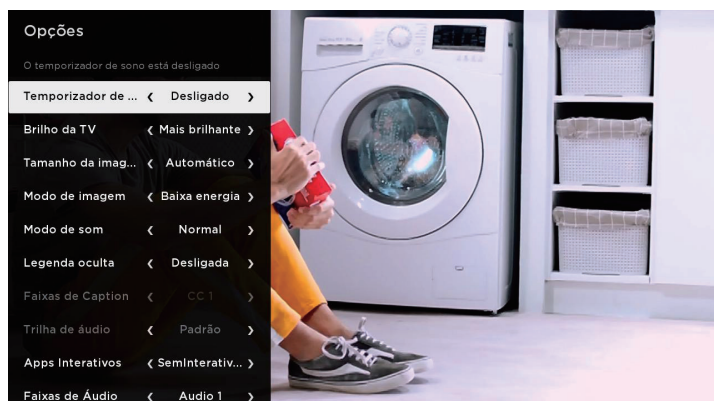 Opções
O temporizador de sono está desligado
Temporizador de ... ‹ Desligado ›
Brilho da TV ‹ Mais brilhante ›
Tamanho da imag... ‹ Automático ›
Modo de imagem ‹ Baixa energia ›
Modo de som ‹ Normal ›
Legenda oculta ‹ Desligada ›
Faixas de Caption ‹ CC 1 ›
Trilha de áudio ‹ Padrão ›
Apps Interativos ‹ SemInterativ... ›
Faixas de Áudio ‹ Audio 1 ›